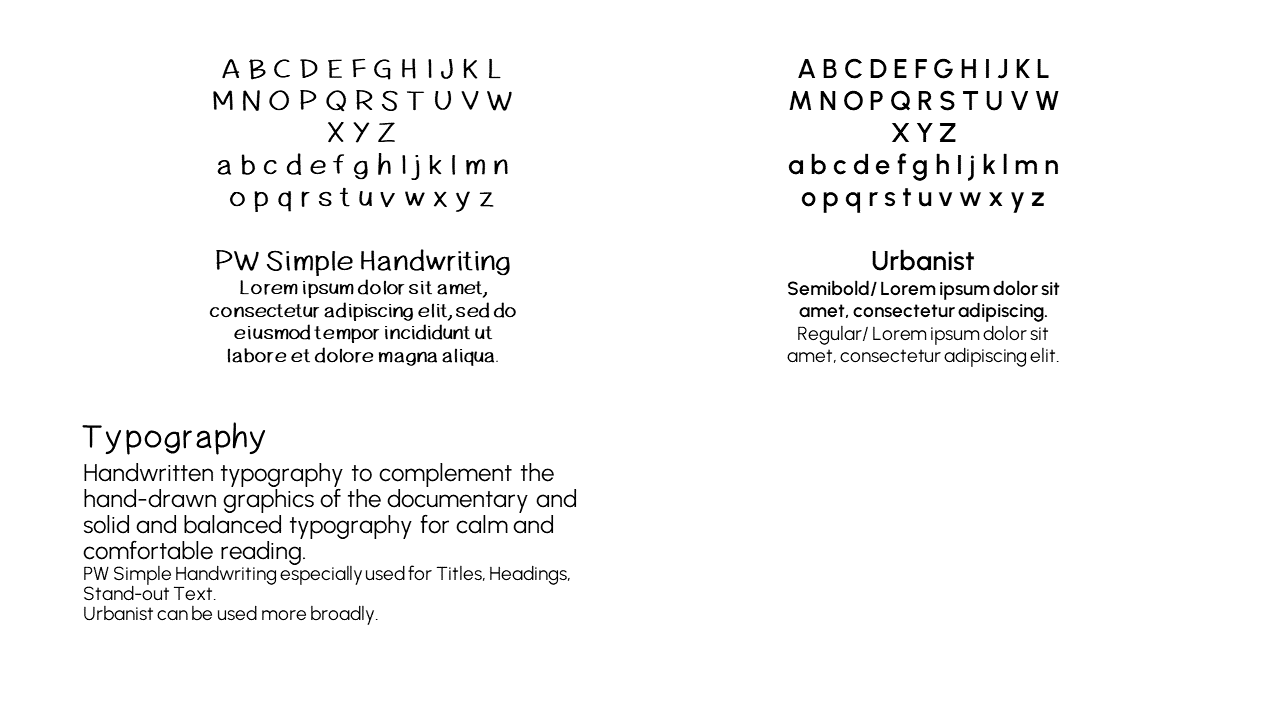 A B C D E F G H I J K L
M N O P Q R S T U V W
X Y Z
a b c d e f g h I j k l m n
o p q r s t u v w x y z
PW Simple Handwriting
Lorem ipsum dolor sit amet,
consectetur adipiscing elit, sed do
eiusmod tempor incididunt ut
labore et dolore magna aliqua.
A B C D E F G H I J K L
M N O P Q R S T U V W
X Y Z
a b c d e f g h I j k l m n
o p q r s t u v w x y z
Urbanist
Semibold/ Lorem ipsum dolor sit
amet, consectetur adipiscing.
Regular/ Lorem ipsum dolor sit
amet, consectetur adipiscing elit.
Typography
Handwritten typography to complement the
hand-drawn graphics of the documentary and
solid and balanced typography for calm and
comfortable reading.
PW Simple Handwriting especially used for Titles, Headings,
Stand-out Text.
Urbanist can be used more broadly.